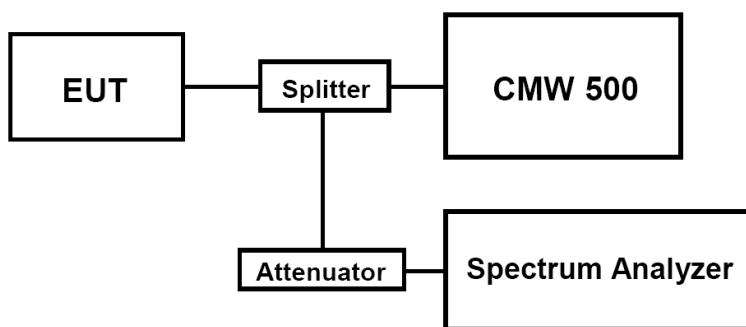 EUT
Splitter
CMW 500
Attenuator
Spectrum Analyzer